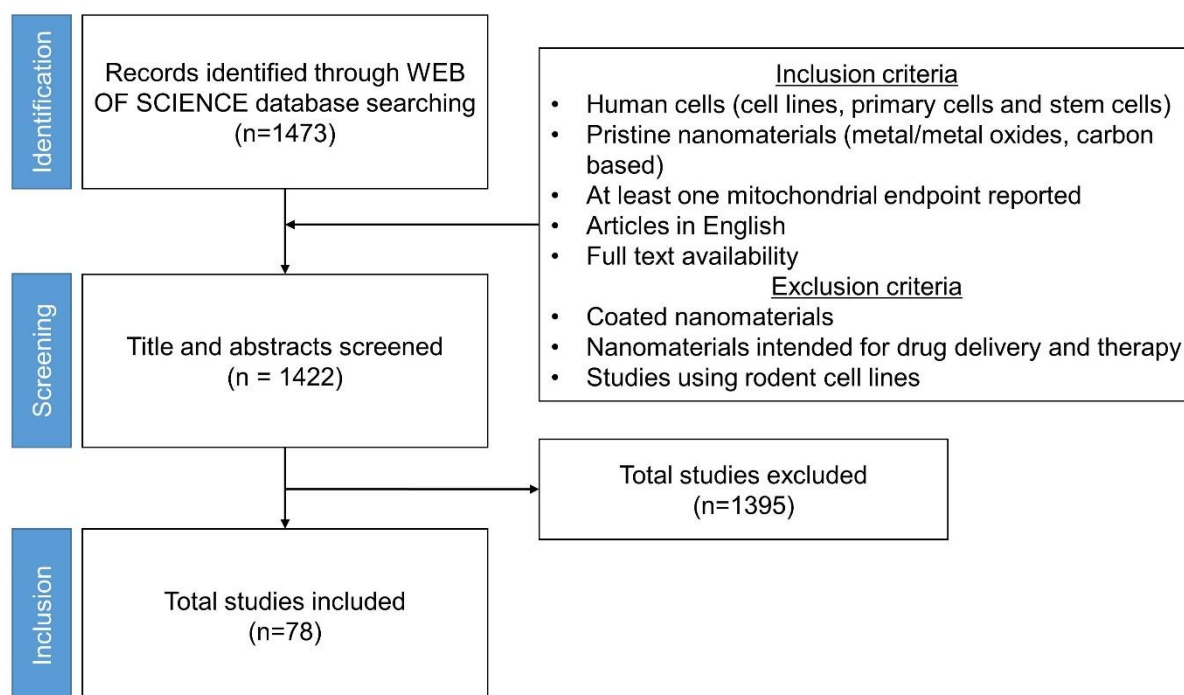 Identification
Records identified through WEB
OF SCIENCE database searching
(n=1473)
Inclusion criteria
• Human cells (cell lines, primary cells and stem cells)
• Pristine nanomaterials (metal/metal oxides, carbon
based)
• At least one mitochondrial endpoint reported
• Articles in English
• Full text availability
Exclusion criteria
• Coated nanomaterials
• Nanomaterials intended for drug delivery and therapy
• Studies using rodent cell lines
Screening
Title and abstracts screened
(n = 1422)
Total studies excluded
(n=1395)
Inclusion
Total studies included
(n=78)